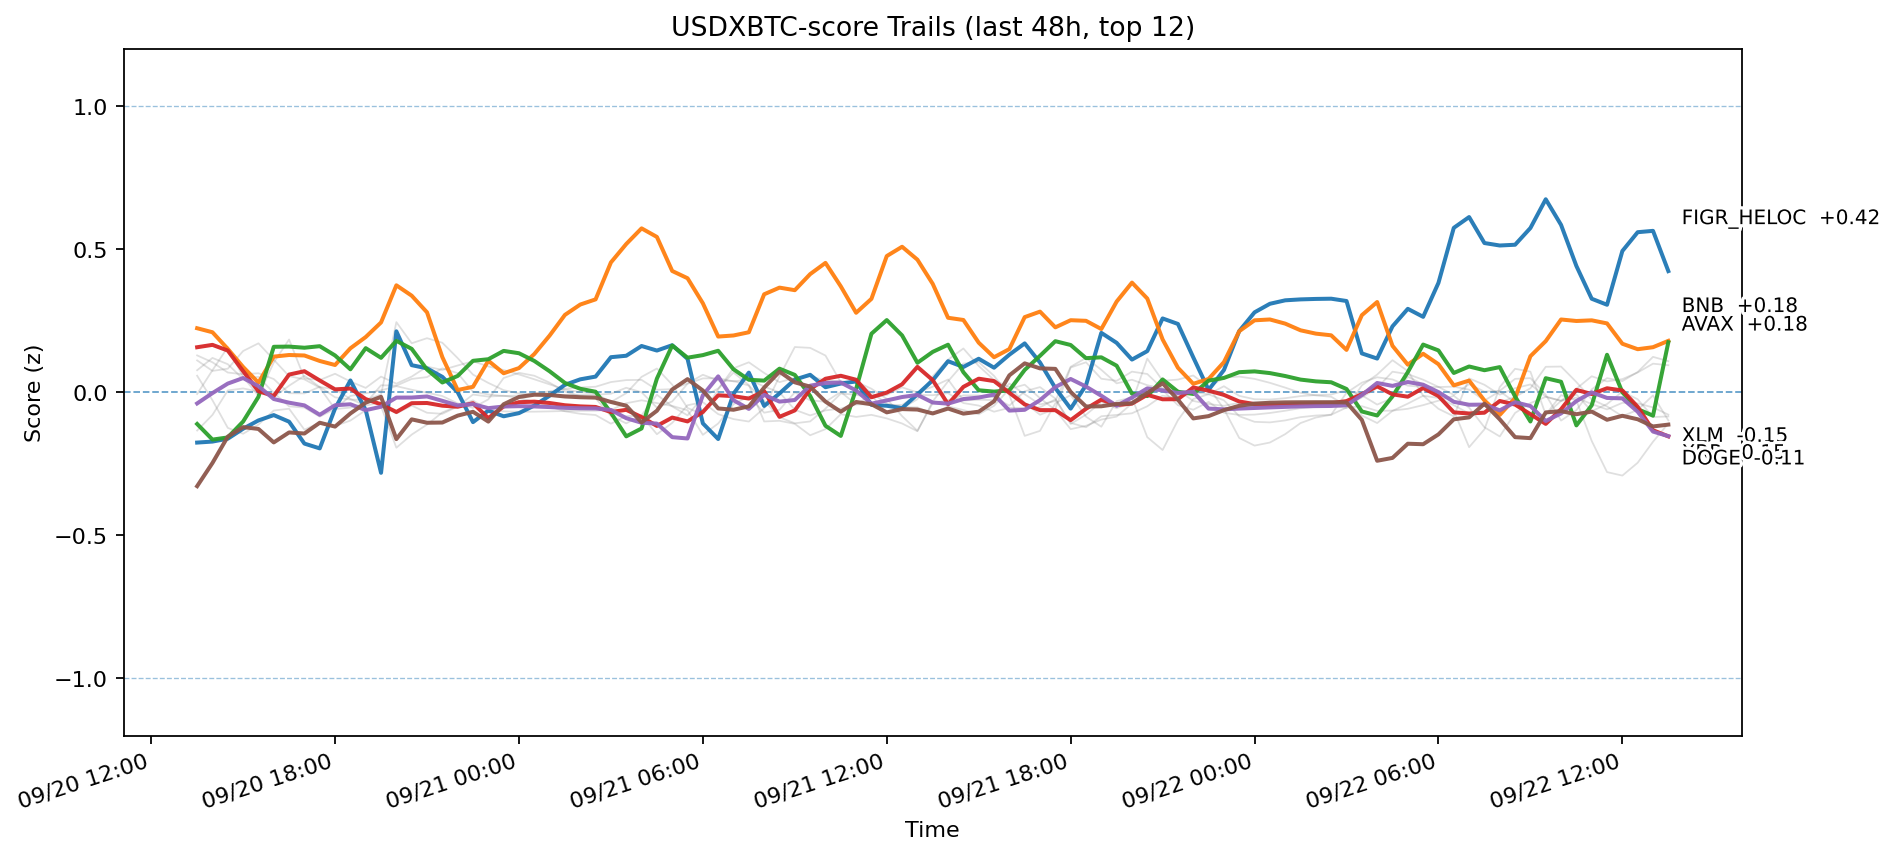 USDXBTC-score Trails (last 48h, top 12)
Score (z)
1.0
0.5
0.0
−0.5
−1.0
FIGR_HELOC +0.42
BNB +0.18
AVAX +0.18
XLM -0.15
DOGE -0.11
09/20 12:00
09/20 18:00
09/21 00:00
09/21 06:00
09/21 12:00
09/21 18:00
09/22 00:00
09/22 06:00
09/22 12:00
Time